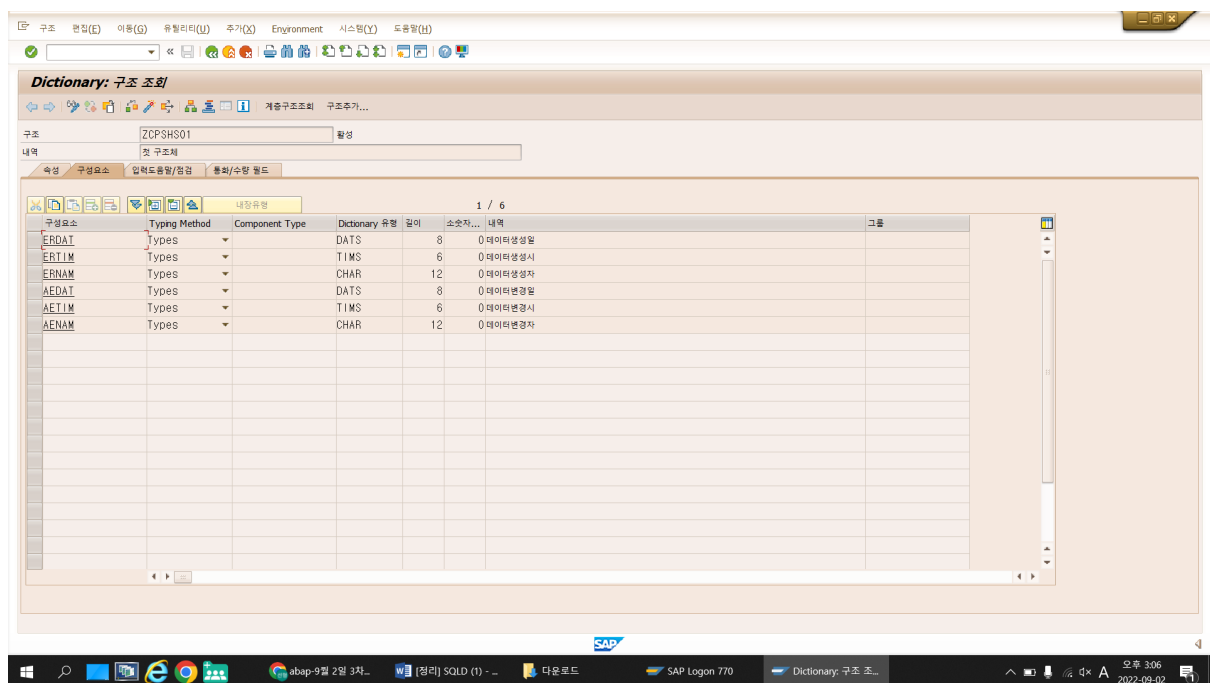 구조 편집(E) 이동(G) 유틸리티(U) 추가(X) Environment 시스템(Y) 도움말(H)
Dictionary: 구조 조회
계층구조조회 구조추가...
구조 ZCPSHS01 활성
내역 첫 구조체
속성 구성요소 입력도움말/점검 통화/수량 필드
내장유형 1 / 6
구성요소 Typing Method Component Type Dictionary 유형 길이 소숫자... 내역 그룹
ERDAT Types DATS 8 0 데이터생성일
ERTIM Types TIMS 6 0 데이터생성시
ERNAM Types CHAR 12 0 데이터생성자
AEDAT Types DATS 8 0 데이터변경일
AETIM Types TIMS 6 0 데이터변경시
AENAM Types CHAR 12 0 데이터변경자
SAP
abap-9월 2일 3차... [정리] SQLD (1) - ... 다운로드 SAP Logon 770 Dictionary: 구조 조... A 오후 3:06
2022-09-02